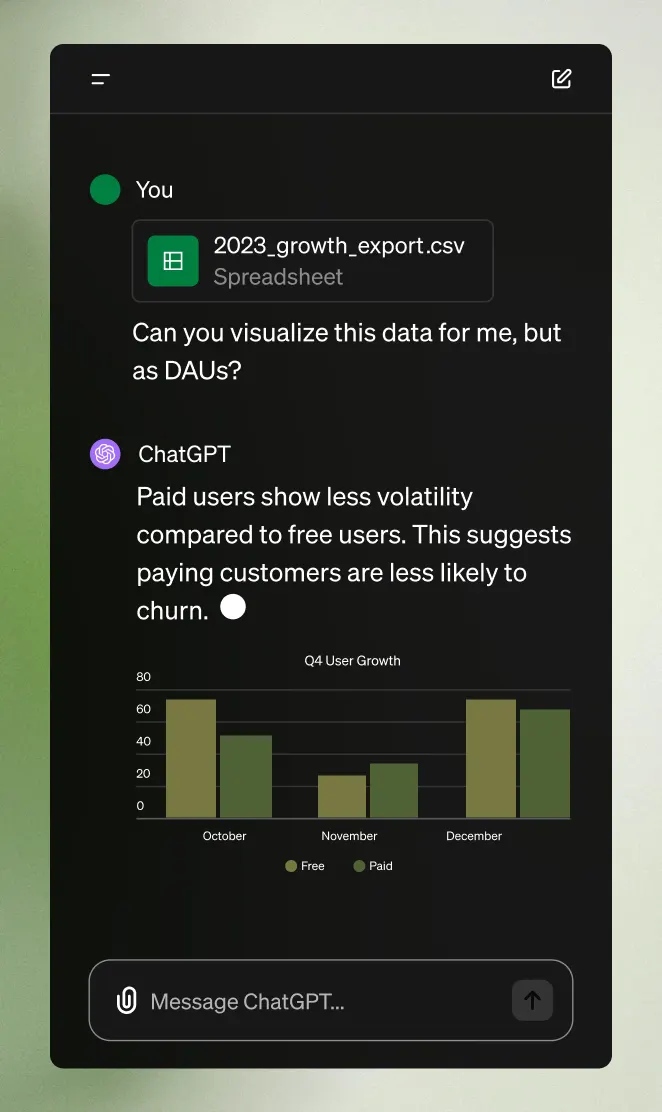 You
2023_growth_export.csv
Spreadsheet
Can you visualize this data for me, but
as DAUs?
ChatGPT
Paid users show less volatility
compared to free users. This suggests
paying customers are less likely to
churn.
Q4 User Growth
80
60
40
20
0
October November December
Free Paid
Message ChatGPT...